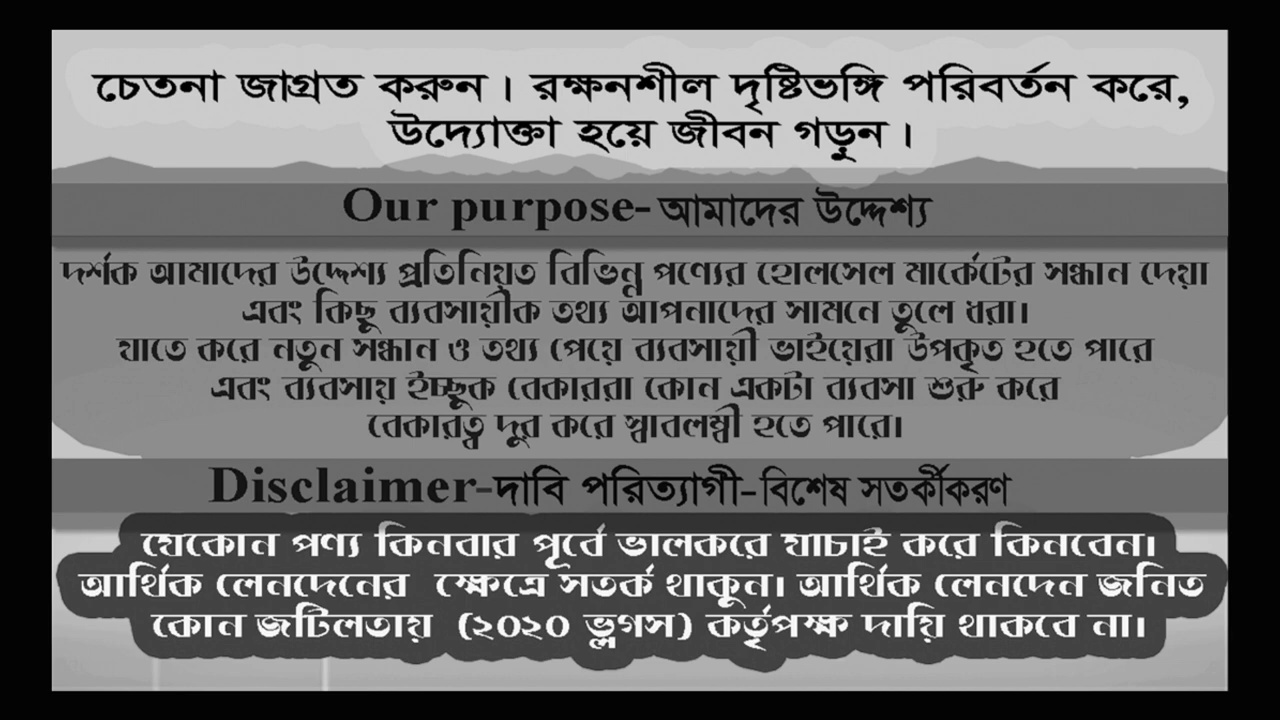 চেতনা জাগ্রত করুন। রক্ষনশীল দৃষ্টিভঙ্গি পরিবর্তন করে,
উদ্যোক্তা হয়ে জীবন গড়ুন।
Our purpose-আমাদের উদ্দেশ্য
দর্শক আমাদের উদ্দেশ্য প্রতিনিয়ত বিভিন্ন পণ্যের হোলসেল মার্কেটের সন্ধান দেয়া
এবং কিছু ব্যবসায়ীক তথ্য আপনাদের সামনে তুলে ধরা।
যাতে করে নতুন সন্ধান ও তথ্য পেয়ে ব্যবসায়ী ভাইয়েরা উপকৃত হতে পারে
এবং ব্যবসায় ইচ্ছুক বেকাররা কোন একটা ব্যবসা শুরু করে
বেকারত্ব দুর করে স্বাবলম্বী হতে পারে।
Disclaimer-দাবি পরিত্যাগী-বিশেষ সতর্কীকরণ
যেকোন পণ্য কিনবার পূর্বে ভালকরে যাচাই করে কিনবেন।
আর্থিক লেনদেনের ক্ষেত্রে সতর্ক থাকুন। আর্থিক লেনদেন জনিত
কোন জটিলতায় (২০২০ ভ্লগস) কর্তৃপক্ষ দায়ি থাকবে না।